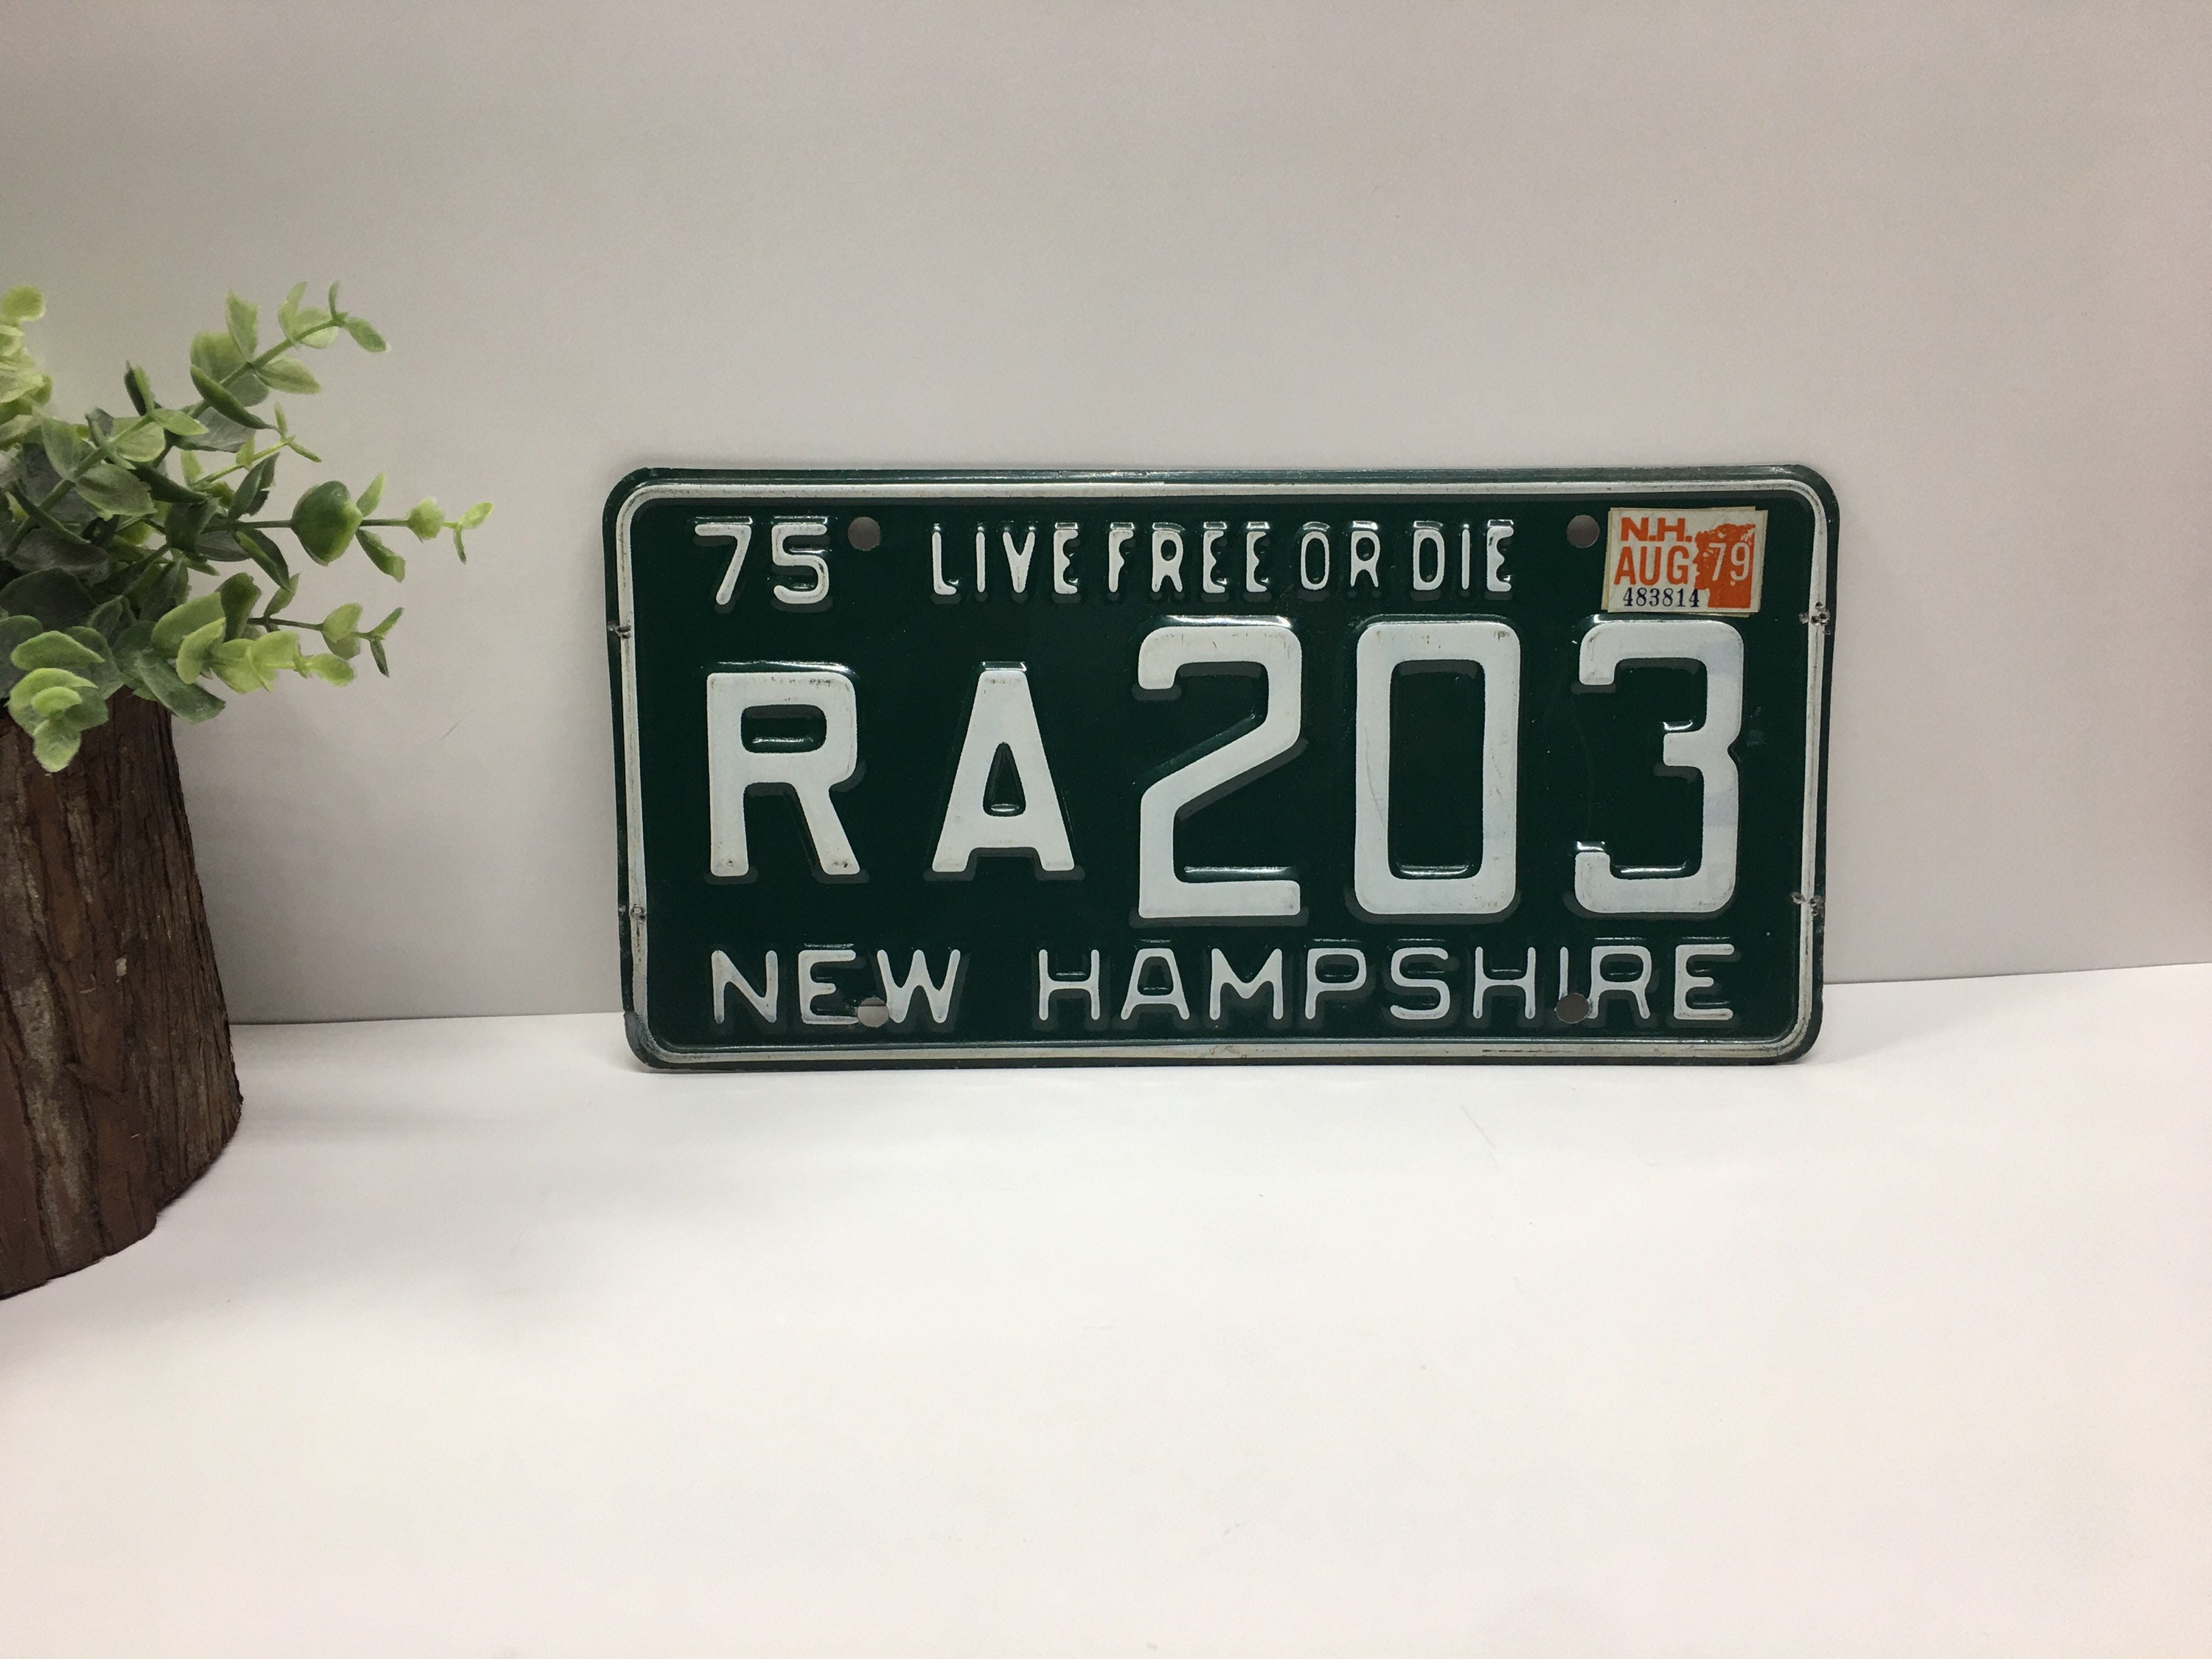 75 LIVE FREE OR DIE
N.H.
AUG 79
483814
RA203
NEW HAMPSHIRE